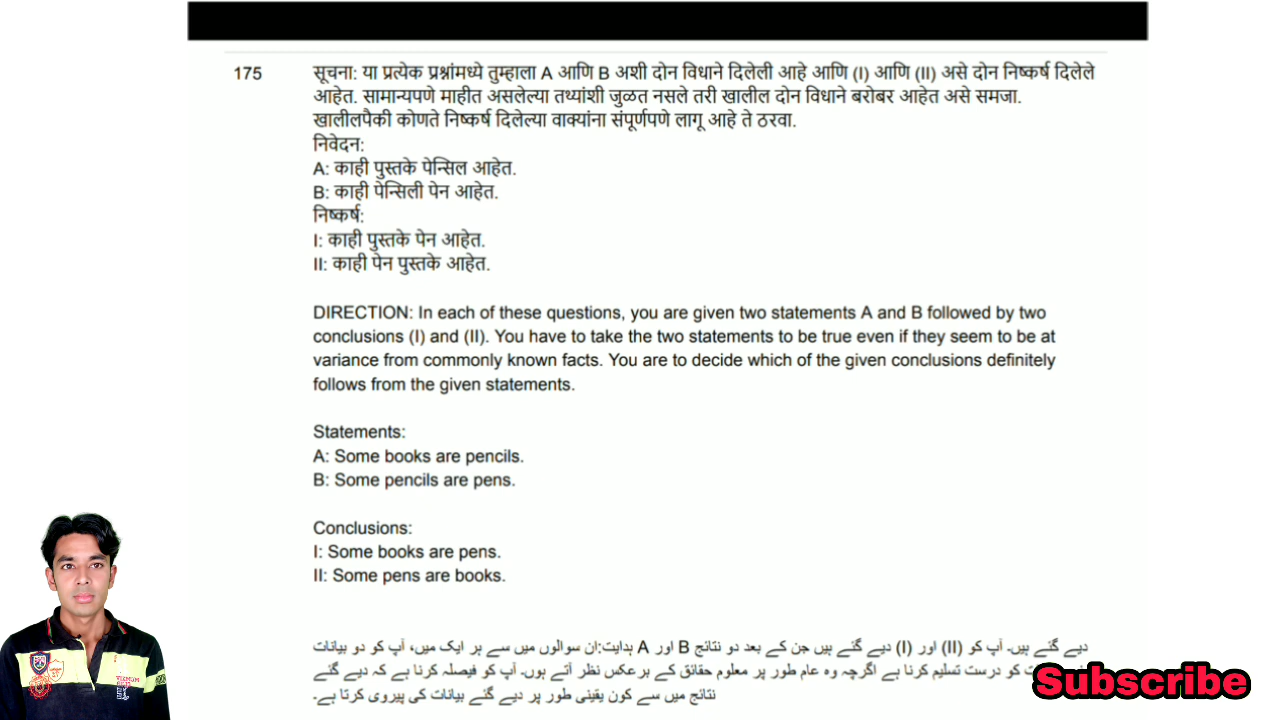 175
सूचना: या प्रत्येक प्रश्नांमध्ये तुम्हाला A आणि B अशी दोन विधाने दिलेली आहे आणि (I) आणि (II) असे दोन निष्कर्ष दिलेले
आहेत. सामान्यपणे माहीत असलेल्या तथ्यांशी जुळत नसले तरी खालील दोन विधाने बरोबर आहेत असे समजा.
खालीलपैकी कोणते निष्कर्ष दिलेल्या वाक्यांना संपूर्णपणे लागू आहे ते ठरवा.
निवेदन:
A: काही पुस्तके पेन्सिल आहेत.
B: काही पेन्सिली पेन आहेत.
निष्कर्ष:
I: काही पुस्तके पेन आहेत.
II: काही पेन पुस्तके आहेत.
DIRECTION: In each of these questions, you are given two statements A and B followed by two
conclusions (I) and (II). You have to take the two statements to be true even if they seem to be at
variance from commonly known facts. You are to decide which of the given conclusions definitely
follows from the given statements.
Statements:
A: Some books are pencils.
B: Some pencils are pens.
Conclusions:
I: Some books are pens.
II: Some pens are books.
دیے گئے ہیں۔ آپ کو (II) اور (I) دیے گئے ہیں جن کے بعد دو نتائج B اور A ہدایت:ان سوالوں میں سے ہر ایک میں، آپ کو دو بیانات
ت کو درست تسلیم کرنا ہے اگرچہ وہ عام طور پر معلوم حقائق کے برعکس نظر آتے ہوں۔ آپ کو فیصلہ کرنا ہے کہ دیے گئے
نتائج میں سے کون یقینی طور پر دیے گئے بیانات کی پیروی کرتا ہے۔
Subscribe